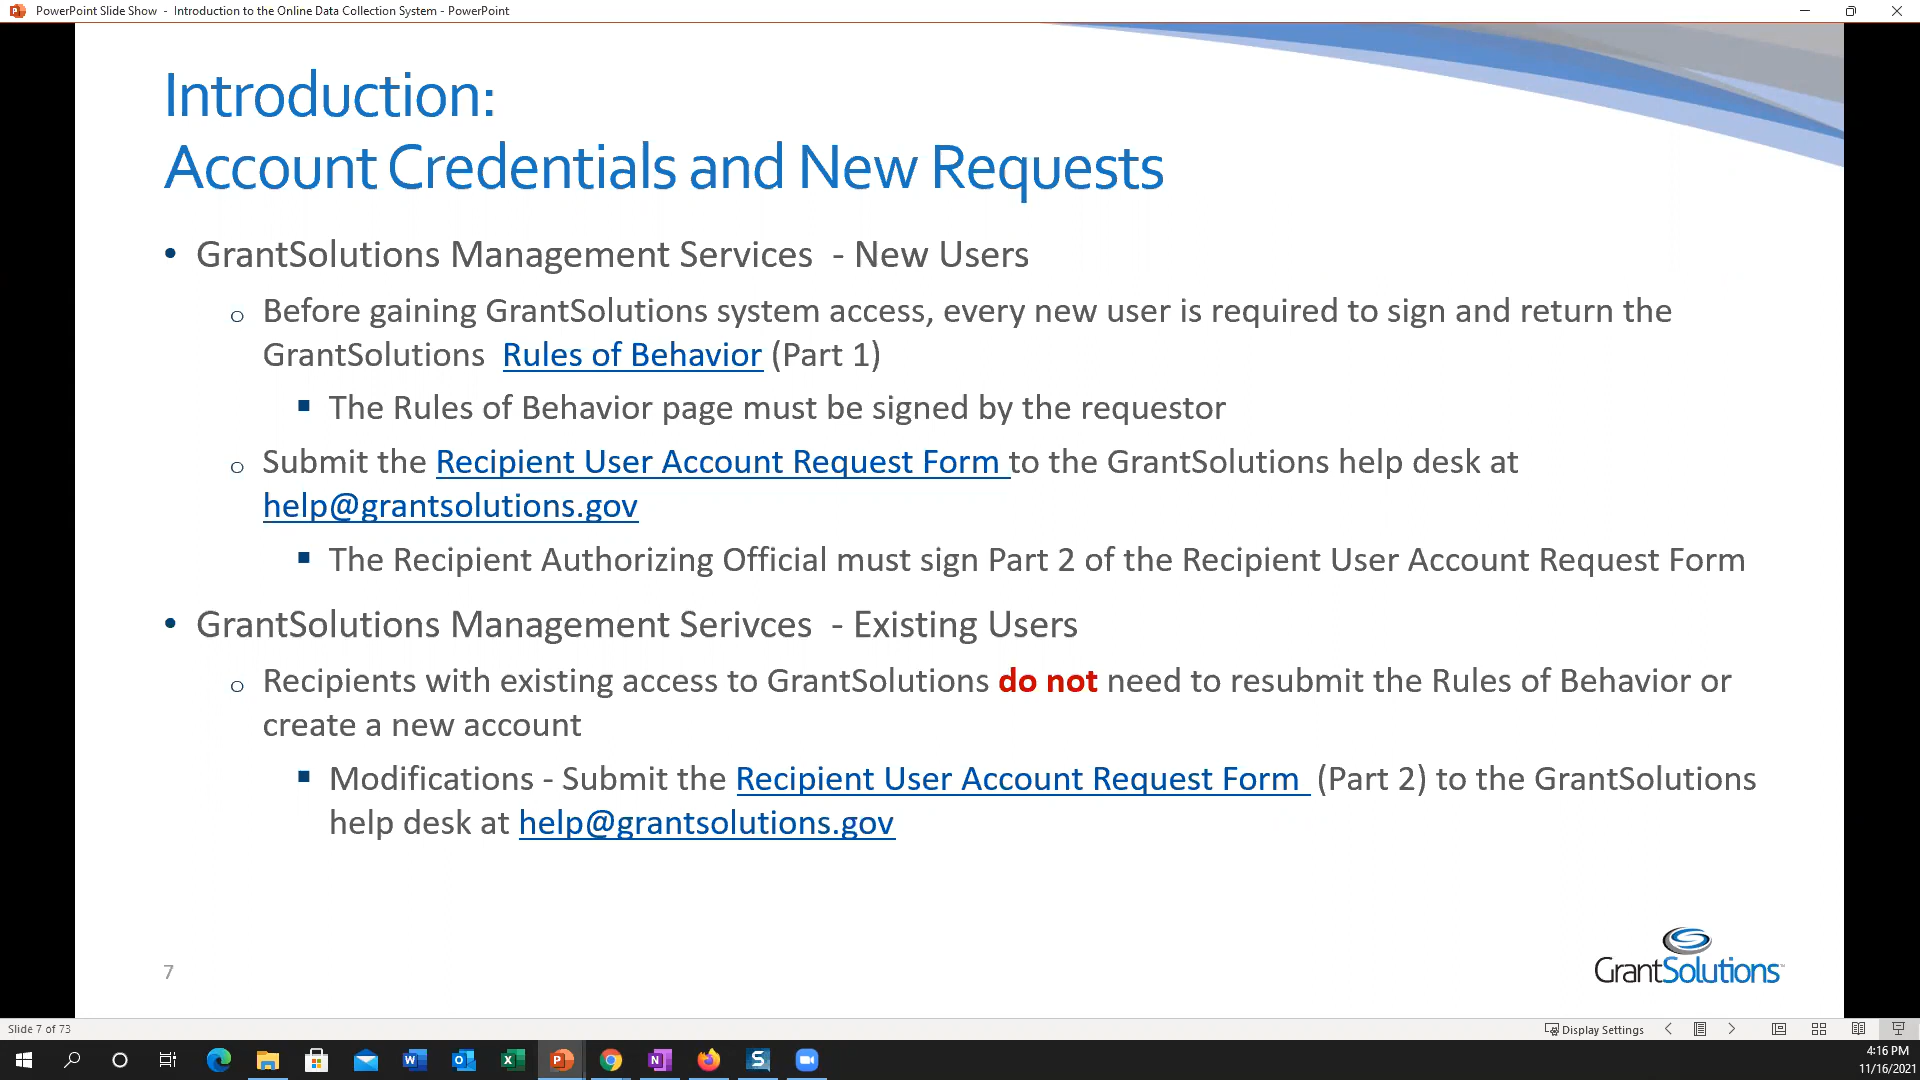 PowerPoint Slide Show - Introduction to the Online Data Collection System - PowerPoint
Introduction:
Account Credentials and New Requests
• GrantSolutions Management Services - New Users
o Before gaining GrantSolutions system access, every new user is required to sign and return the
GrantSolutions Rules of Behavior (Part 1)
▪ The Rules of Behavior page must be signed by the requestor
o Submit the Recipient User Account Request Form to the GrantSolutions help desk at
help@grantsolutions.gov
▪ The Recipient Authorizing Official must sign Part 2 of the Recipient User Account Request Form
• GrantSolutions Management Serivces - Existing Users
o Recipients with existing access to GrantSolutions do not need to resubmit the Rules of Behavior or
create a new account
▪ Modifications - Submit the Recipient User Account Request Form (Part 2) to the GrantSolutions
help desk at help@grantsolutions.gov
7
GrantSolutions
Slide 7 of 73
Display Settings
4:16 PM
11/16/2021